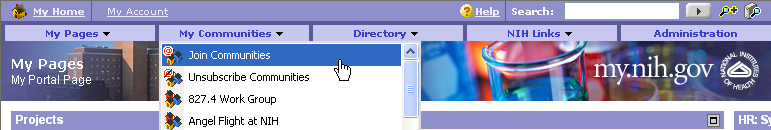 My Home | My Account Help Search:
My Pages My Communities Directory NIH Links Administration
Join Communities
Unsubscribe Communities
827.4 Work Group
Angel Flight at NIH
My Pages
My Portal Page
my.nih.gov
NATIONAL INSTITUTES OF HEALTH
Projects
HR: Sy